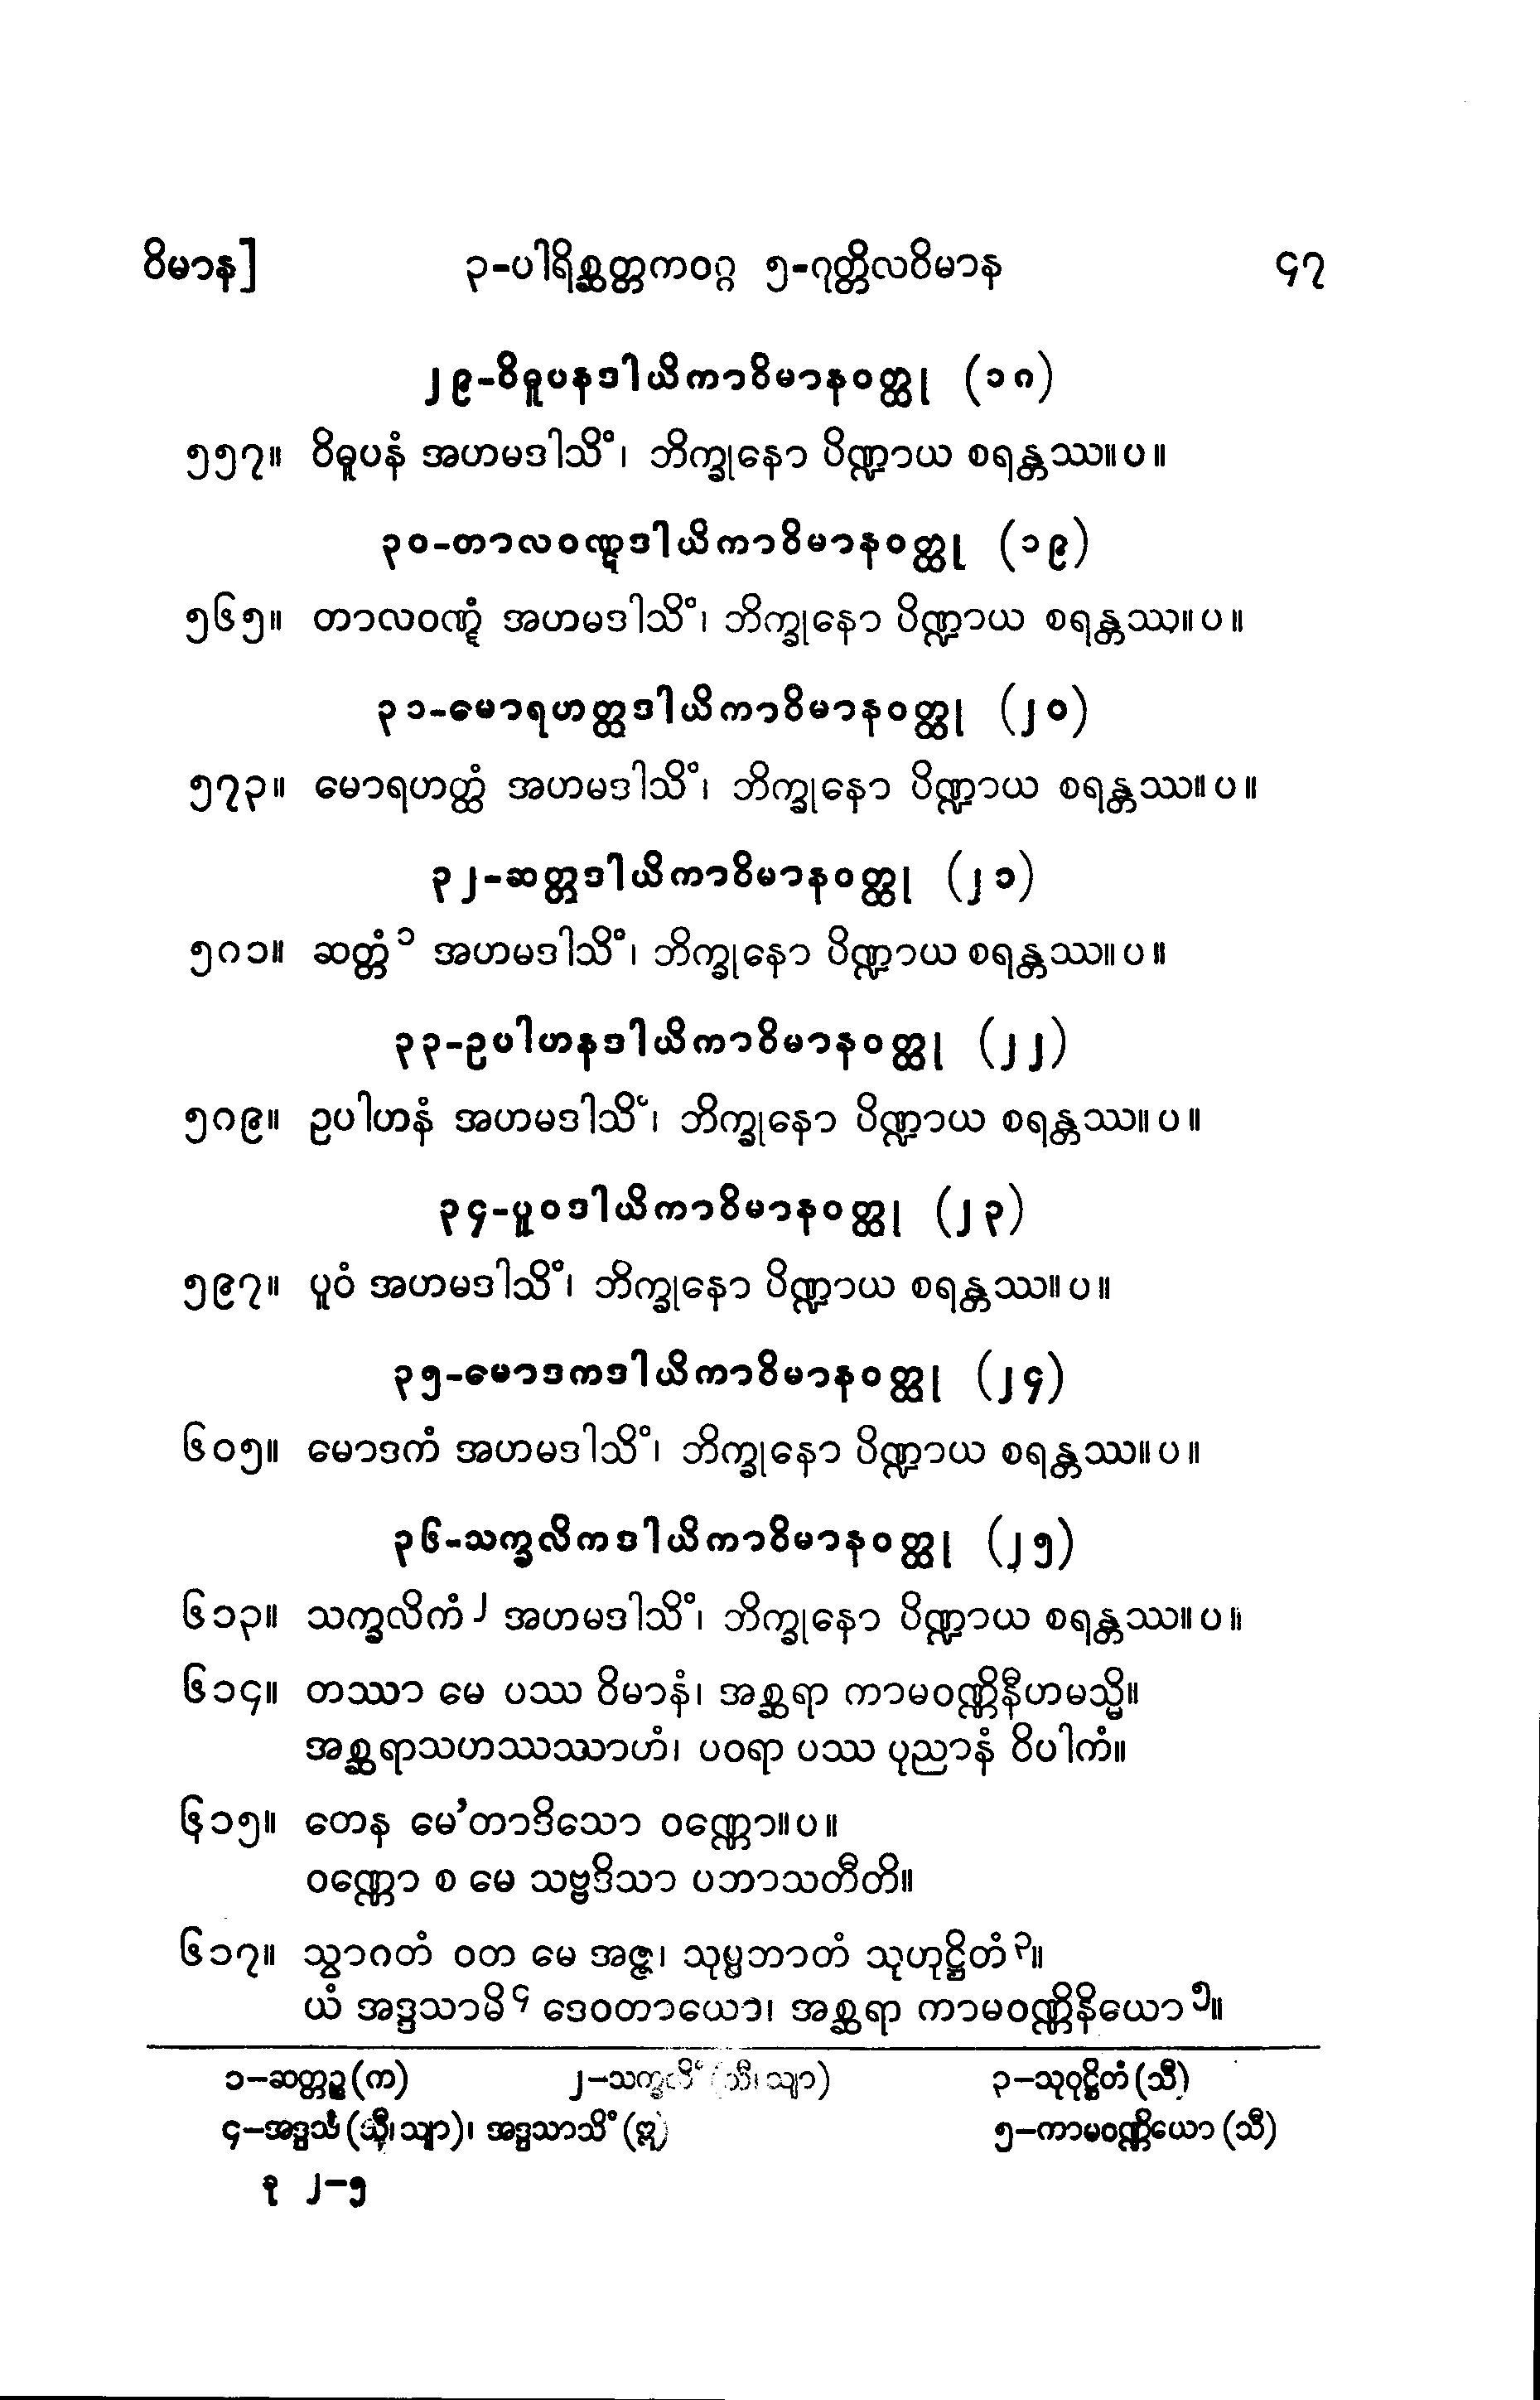 ဝိမာန] ၃-ပါရိစ္ဆတ္တကဝဂ္ဂ ၅-ဂုတ္တိလဝိမာန ၄၇
၂၉-ဝိဓူပနဒါယိကာဝိမာနဝတ္ထု (၁၈)
၅၅၇။ ဝိဓူပနံ အဟမဒါသိံ၊ ဘိက္ခုနော ပိဏ္ဍာယ စရန္တဿ။ပ။
၃၀-တာလဝဏ္ဋဒါယိကာဝိမာနဝတ္ထု (၁၉)
၅၆၅။ တာလဝဏ္ဋံ အဟမဒါသိံ၊ ဘိက္ခုနော ပိဏ္ဍာယ စရန္တဿ။ပ။
၃၁-မောရဟတ္ထဒါယိကာဝိမာနဝတ္ထု (၂၀)
၅၇၃။ မောရဟတ္ထံ အဟမဒါသိံ၊ ဘိက္ခုနော ပိဏ္ဍာယ စရန္တဿ။ပ။
၃၂-ဆတ္တဒါယိကာဝိမာနဝတ္ထု (၂၁)
၅၈၁။ ဆတ္တံ၁ အဟမဒါသိံ၊ ဘိက္ခုနော ပိဏ္ဍာယ စရန္တဿ။ပ။
၃၃-ဥပါဟနဒါယိကာဝိမာနဝတ္ထု (၂၂)
၅၈၉။ ဥပါဟနံ အဟမဒါသိံ၊ ဘိက္ခုနော ပိဏ္ဍာယ စရန္တဿ။ပ။
၃၄-ပူဝဒါယိကာဝိမာနဝတ္ထု (၂၃)
၅၉၇။ ပူဝံ အဟမဒါသိံ၊ ဘိက္ခုနော ပိဏ္ဍာယ စရန္တဿ။ပ။
၃၅-မောဒကဒါယိကာဝိမာနဝတ္ထု (၂၄)
၆၀၅။ မောဒကံ အဟမဒါသိံ၊ ဘိက္ခုနော ပိဏ္ဍာယ စရန္တဿ။ပ။
၃၆-သက္ခလိကဒါယိကာဝိမာနဝတ္ထု (၂၅)
၆၁၃။ သက္ခလိကံ၂ အဟမဒါသိံ၊ ဘိက္ခုနော ပိဏ္ဍာယ စရန္တဿ။ပ။
၆၁၄။ တဿာ မေ ပဿ ဝိမာနံ၊ အစ္ဆရာ ကာမဝဏ္ဏိနီဟမသ္မိ။
အစ္ဆရာသဟဿဿာဟံ၊ ပဝရာ ပဿ ပုညာနံ ဝိပါကံ။
၆၁၅။ တေန မေ’တာဒိသော ဝဏ္ဏော။ပ။
ဝဏ္ဏော စ မေ သဗ္ဗဒိသာ ပဘာသတီတိ။
၆၁၇။ သွာဂတံ ဝတ မေ အဇ္ဇ၊ သုပ္ပဘာတံ သုဟုဋ္ဌိတံ၃။
ယံ အဒ္ဒသာမိ၄ ဒေဝတာယော၊ အစ္ဆရာ ကာမဝဏ္ဏိနိယော၅။
၁–ဆတ္တဉ္စ (က) ၂–သက္ခလိံ (သီ၊ သျာ) ၃–သုဝုဋ္ဌိတံ (သီ)
၄–အဒ္ဒသံ (သီ၊ သျာ)၊ အဒ္ဒသာသိံ (ဣ) ၅–ကာမဝဏ္ဏိယော (သီ)
ခု ၂–၅